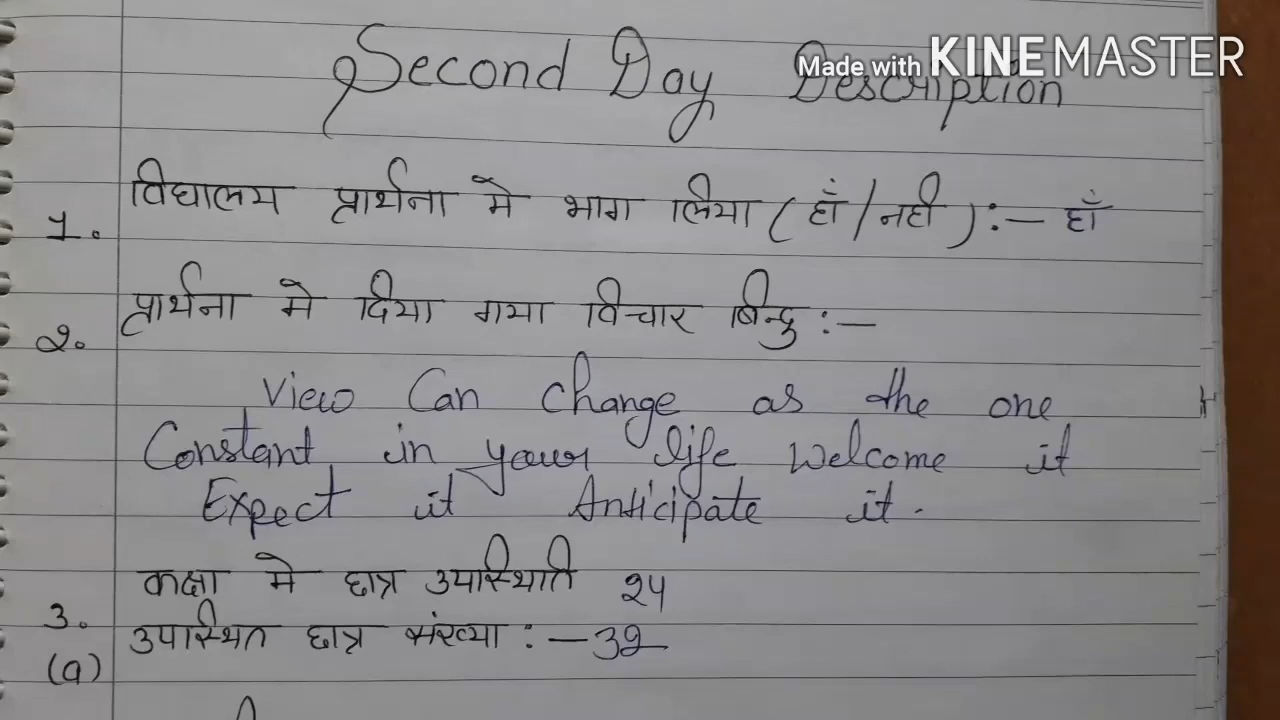 Second Day Description
Made with KINEMASTER
1. विद्यालय प्रार्थना मे भाग लिया ( हाँ / नही ) :- हाँ
2. प्रार्थना मे दिया गया विचार बिन्दु :-
View Can change as the one
Constant in your life welcome it
Expect it Anticipate it.
3. कक्षा मे छात्र उपस्थिति 24
(a) उपस्थित छात्र संख्या : - 32